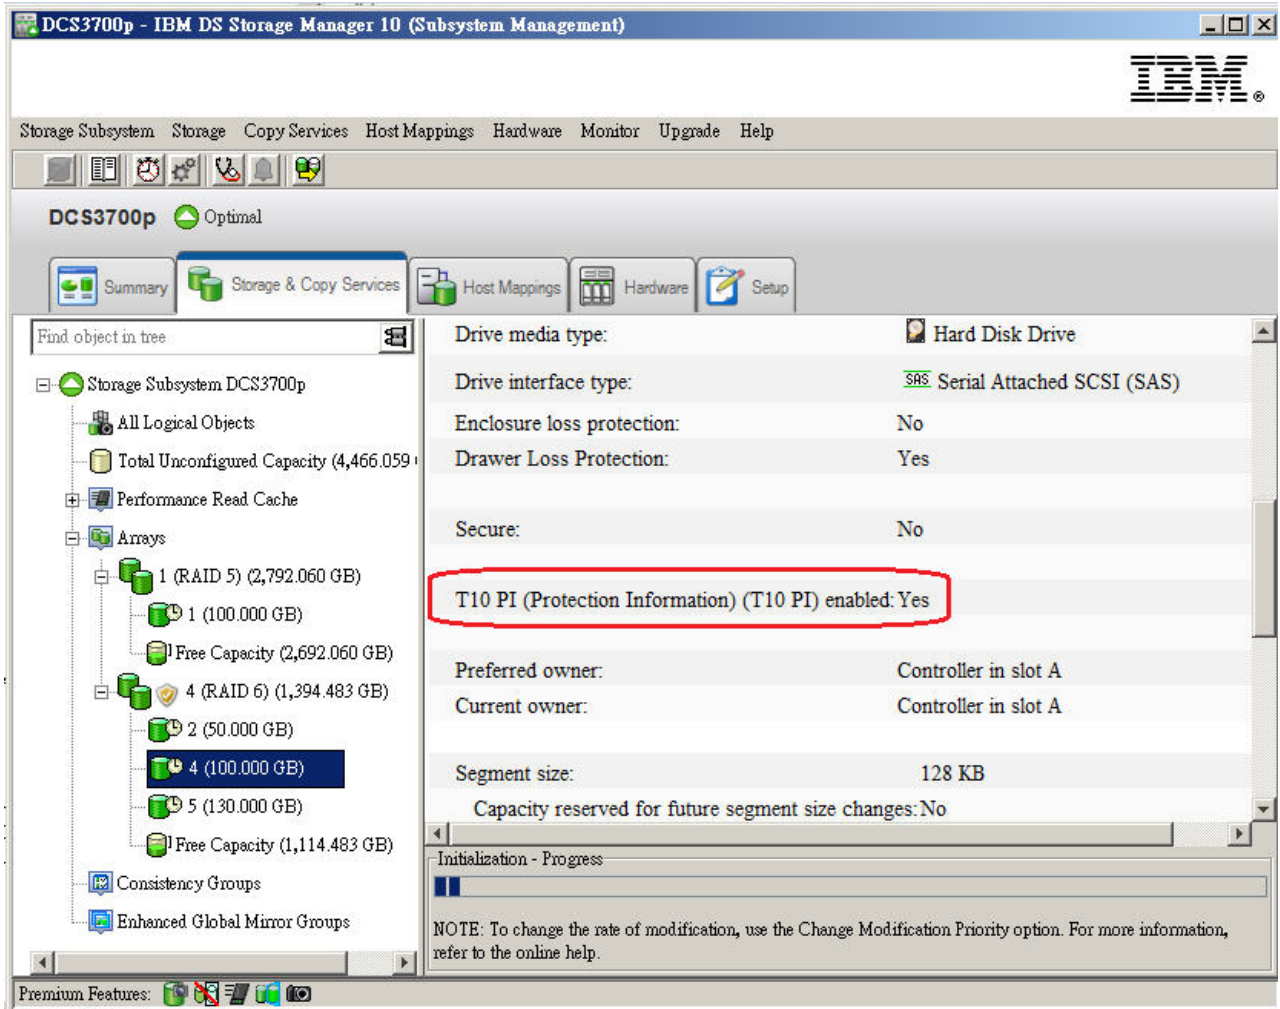 DCS3700p - IBM DS Storage Manager 10 (Subsystem Management)
IBM®
Storage Subsystem Storage Copy Services Host Mappings Hardware Monitor Upgrade Help
DCS3700p Optimal
Summary Storage & Copy Services Host Mappings Hardware Setup
Find object in tree
Storage Subsystem DCS3700p
All Logical Objects
Total Unconfigured Capacity (4,466.059
Performance Read Cache
Arrays
1 (RAID 5) (2,792.060 GB)
1 (100.000 GB)
Free Capacity (2,692.060 GB)
4 (RAID 6) (1,394.483 GB)
2 (50.000 GB)
4 (100.000 GB)
5 (130.000 GB)
Free Capacity (1,114.483 GB)
Consistency Groups
Enhanced Global Mirror Groups
Drive media type: Hard Disk Drive
Drive interface type: SAS Serial Attached SCSI (SAS)
Enclosure loss protection: No
Drawer Loss Protection: Yes
Secure: No
T10 PI (Protection Information) (T10 PI) enabled: Yes
Preferred owner: Controller in slot A
Current owner: Controller in slot A
Segment size: 128 KB
Capacity reserved for future segment size changes: No
Initialization - Progress
NOTE: To change the rate of modification, use the Change Modification Priority option. For more information,
refer to the online help.
Premium Features: